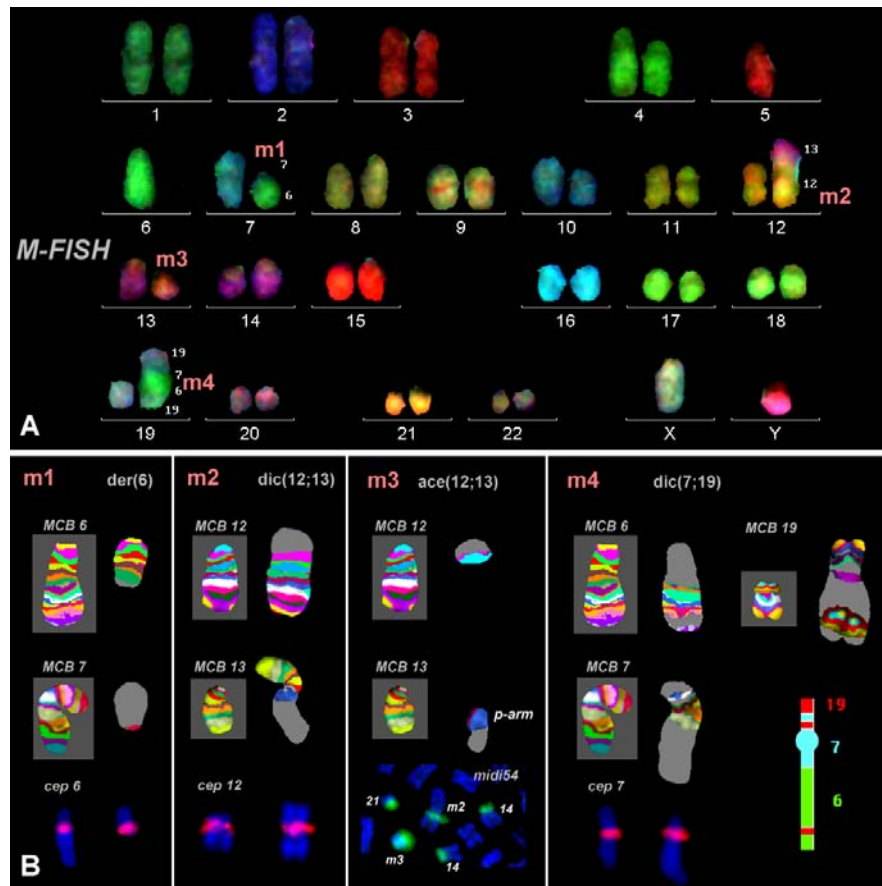 A
M-FISH
1 2 3 4 5
m1
7
6
13
12
m2
6 7 8 9 10 11 12
m3
13 14 15 16 17 18
19
7
6
19
m4
19 20 21 22 X Y
B
m1 der(6)
MCB 6
MCB 7
cep 6
m2 dic(12;13)
MCB 12
MCB 13
cep 12
m3 ace(12;13)
MCB 12
MCB 13
p-arm
midi54
21 m2 14
m3 14
m4 dic(7;19)
MCB 6 MCB 19
MCB 7
cep 7
19
7
6